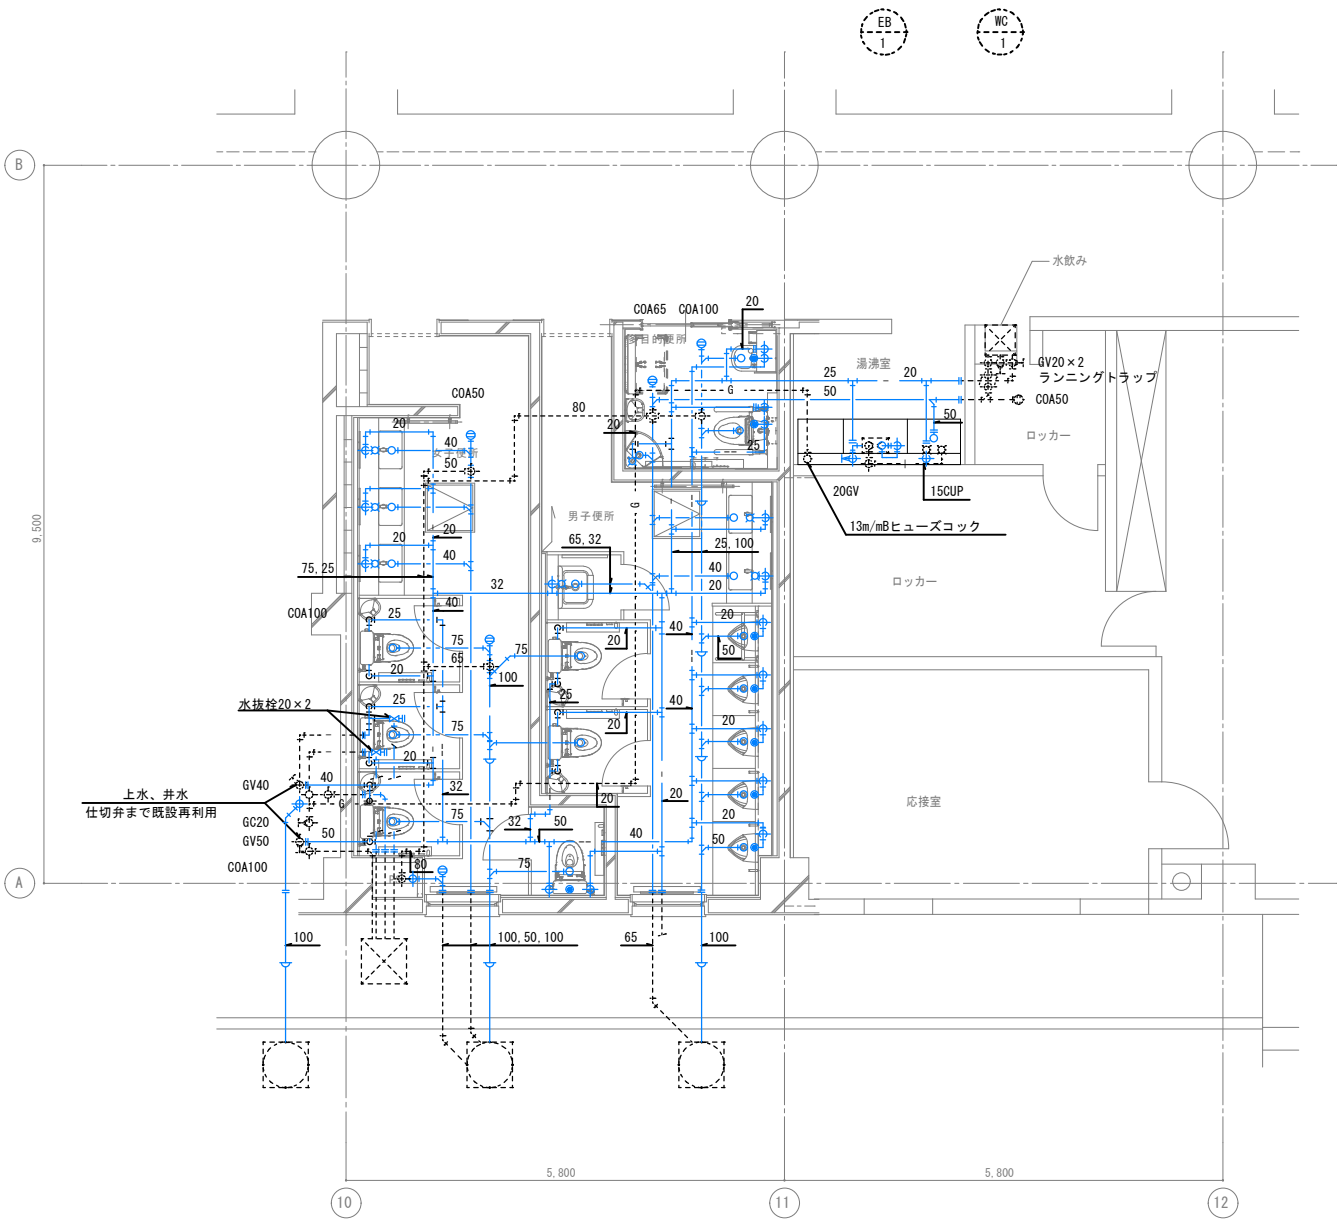 EB
1
WC
1
B
水飲み
COA65
COA100
20
多目的便所
湯沸室
GV20×2
ランニングトラップ
25
20
G
50
COA50
COA50
80
50
20
20
40
25
ロッカー
女子便所
50
20GV
15CUP
男子便所
13m/mBヒューズコック
9,500
20
65,32
25,100
20
40
40
75,25
32
20
ロッカー
COA100
40
25
40
20
75
75
20
50
65
20
100
水抜栓20×2
25
25
40
20
75
20
20
GV40
40
32
20
20
応接室
上水、井水
仕切弁まで既設再利用
G
GC20
GV50
50
75
32
50
40
50
20
COA100
80
75
A
100
100,50,100
65
100
5,800
5,800
10
11
12